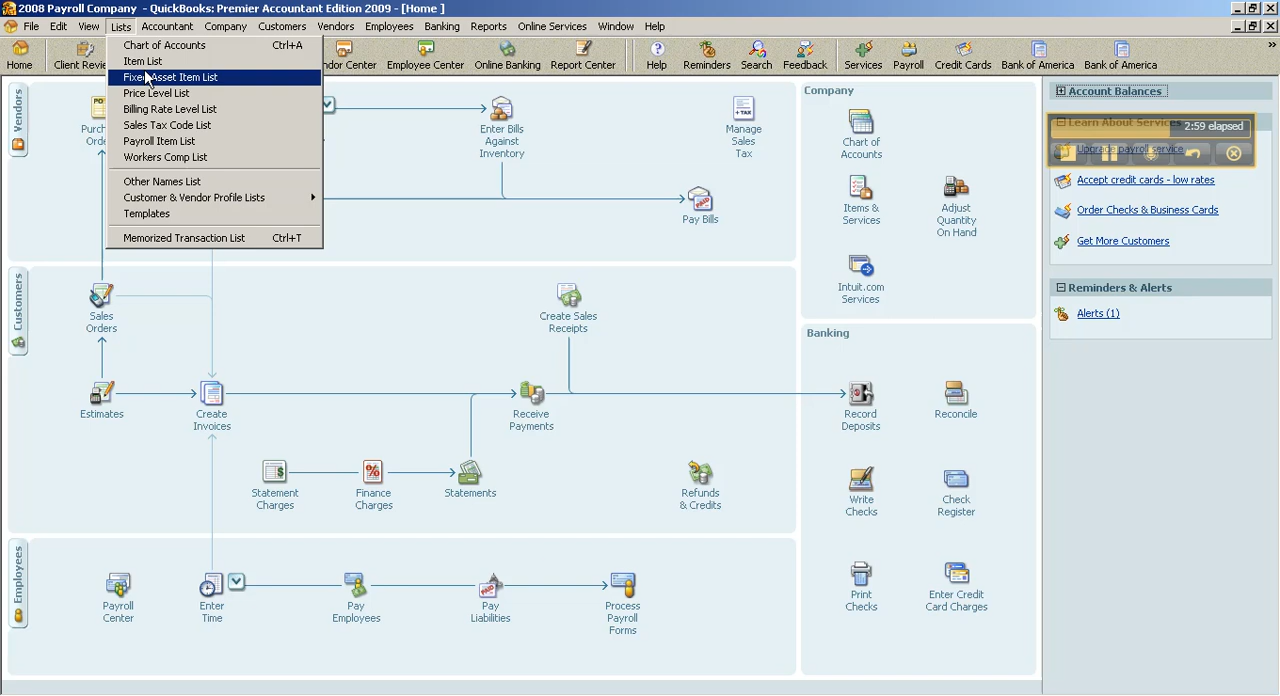 2008 Payroll Company - QuickBooks: Premier Accountant Edition 2009 - [Home ]
File Edit View Lists Accountant Company Customers Vendors Employees Banking Reports Online Services Window Help
Home Client Revie ndor Center Employee Center Online Banking Report Center Help Reminders Search Feedback Services Payroll Credit Cards Bank of America Bank of America
Chart of Accounts Ctrl+A
Item List
Fixed Asset Item List
Price Level List
Billing Rate Level List
Sales Tax Code List
Payroll Item List
Workers Comp List
Other Names List
Customer & Vendor Profile Lists
Templates
Memorized Transaction List Ctrl+T
Vendors
PO
Purch
Orde
Enter Bills
Against
Inventory
+TAX
Manage
Sales
Tax
PAID
Pay Bills
Customers
Sales
Orders
Create Sales
Receipts
Estimates
Create
Invoices
Receive
Payments
Statement
Charges
Finance
Charges
Statements
Refunds
& Credits
Employees
Payroll
Center
Enter
Time
Pay
Employees
Pay
Liabilities
Process
Payroll
Forms
Company
Chart of
Accounts
Items &
Services
Adjust
Quantity
On Hand
Intuit.com
Services
Banking
Record
Deposits
Reconcile
Write
Checks
Check
Register
Print
Checks
Enter Credit
Card Charges
Account Balances
Learn About Services
2:59 elapsed
Upgrade payroll service
Accept credit cards - low rates
Order Checks & Business Cards
Get More Customers
Reminders & Alerts
Alerts (1)